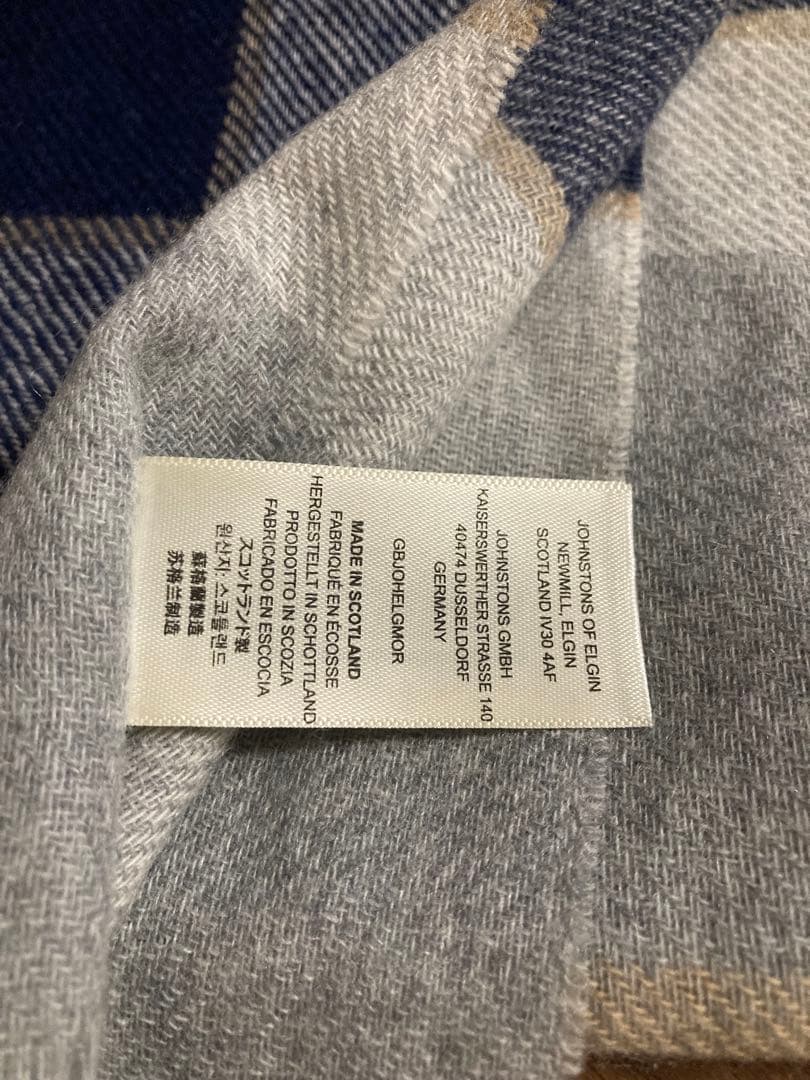 JOHNSTONS OF ELGIN
NEWMILL, ELGIN
SCOTLAND IV30 4AF
JOHNSTONS GMBH
KAISERSWERTHER STRASSE 140
40474 DUSSELDORF
GERMANY
GBJOHELGMOR
MADE IN SCOTLAND
FABRIQUÉ EN ÉCOSSE
HERGESTELLT IN SCHOTTLAND
PRODOTTO IN SCOZIA
FABRICADO EN ESCOCIA
スコットランド製
원산지: 스코틀랜드
蘇格蘭製造
苏格兰制造